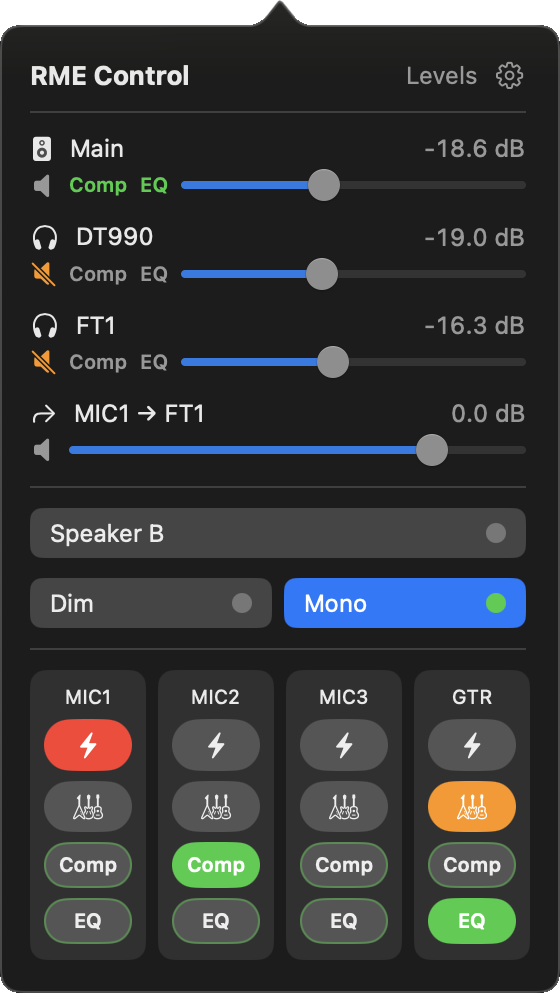 RME Control Levels
Main -18.6 dB
Comp EQ
DT990 -19.0 dB
Comp EQ
FT1 -16.3 dB
Comp EQ
MIC1 → FT1 0.0 dB
Speaker B
Dim Mono
MIC1 MIC2 MIC3 GTR
Comp Comp Comp Comp
EQ EQ EQ EQ